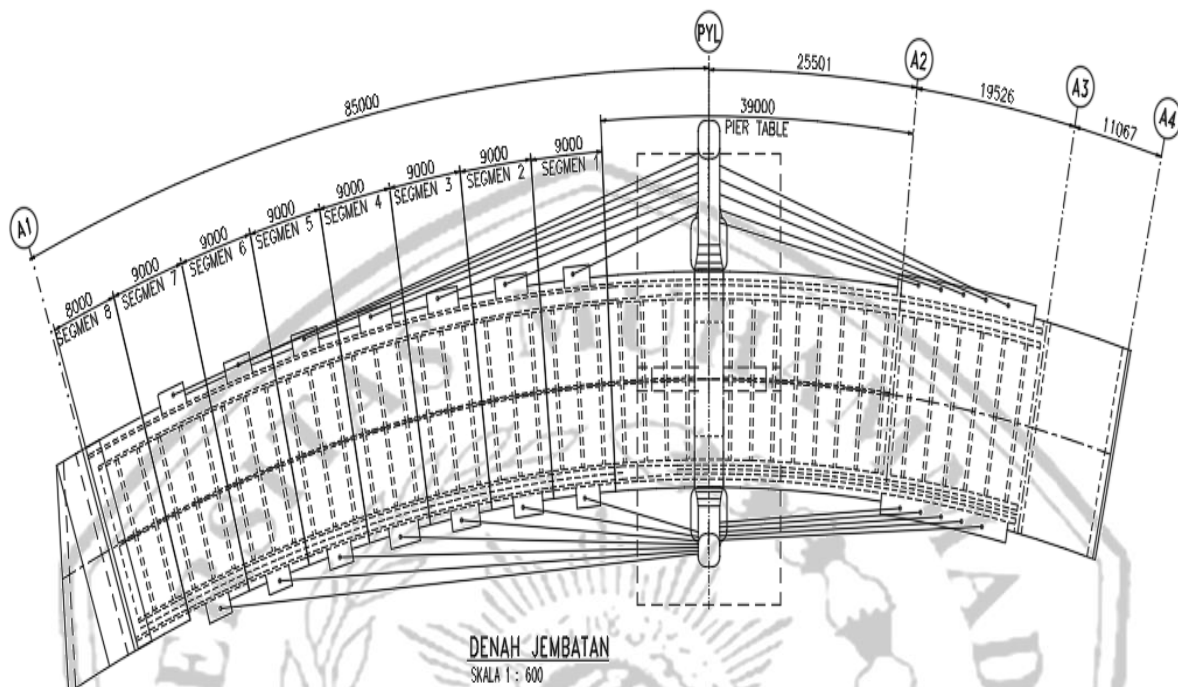 PYL
25501
A2
85000
39000
PIER TABLE
19526
A3
11067
A4
9000
SEGMEN 1
9000
SEGMEN 2
9000
SEGMEN 3
9000
SEGMEN 4
9000
SEGMEN 5
9000
SEGMEN 6
9000
SEGMEN 7
8000
SEGMEN 8
A1
SITAS MUHAMMAD
DENAH JEMBATAN
SKALA 1 : 600